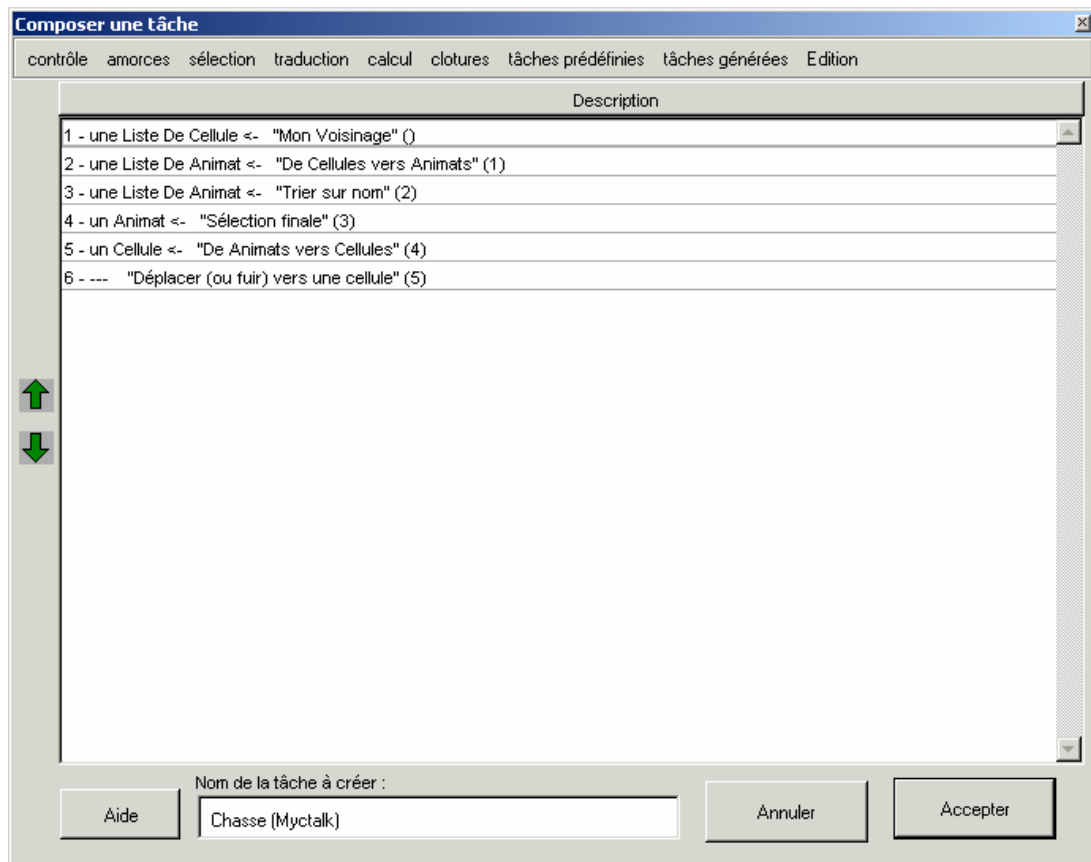 Composer une tâche
contrôle amorces sélection traduction calcul clotures tâches prédéfinies tâches générées Edition
Description
1 - une Liste De Cellule <- "Mon Voisinage" ()
2 - une Liste De Animat <- "De Cellules vers Animats" (1)
3 - une Liste De Animat <- "Trier sur nom" (2)
4 - un Animat <- "Sélection finale" (3)
5 - un Cellule <- "De Animats vers Cellules" (4)
6 - --- "Déplacer (ou fuir) vers une cellule" (5)
Nom de la tâche à créer :
Aide
Chasse (Myctalk)
Annuler
Accepter